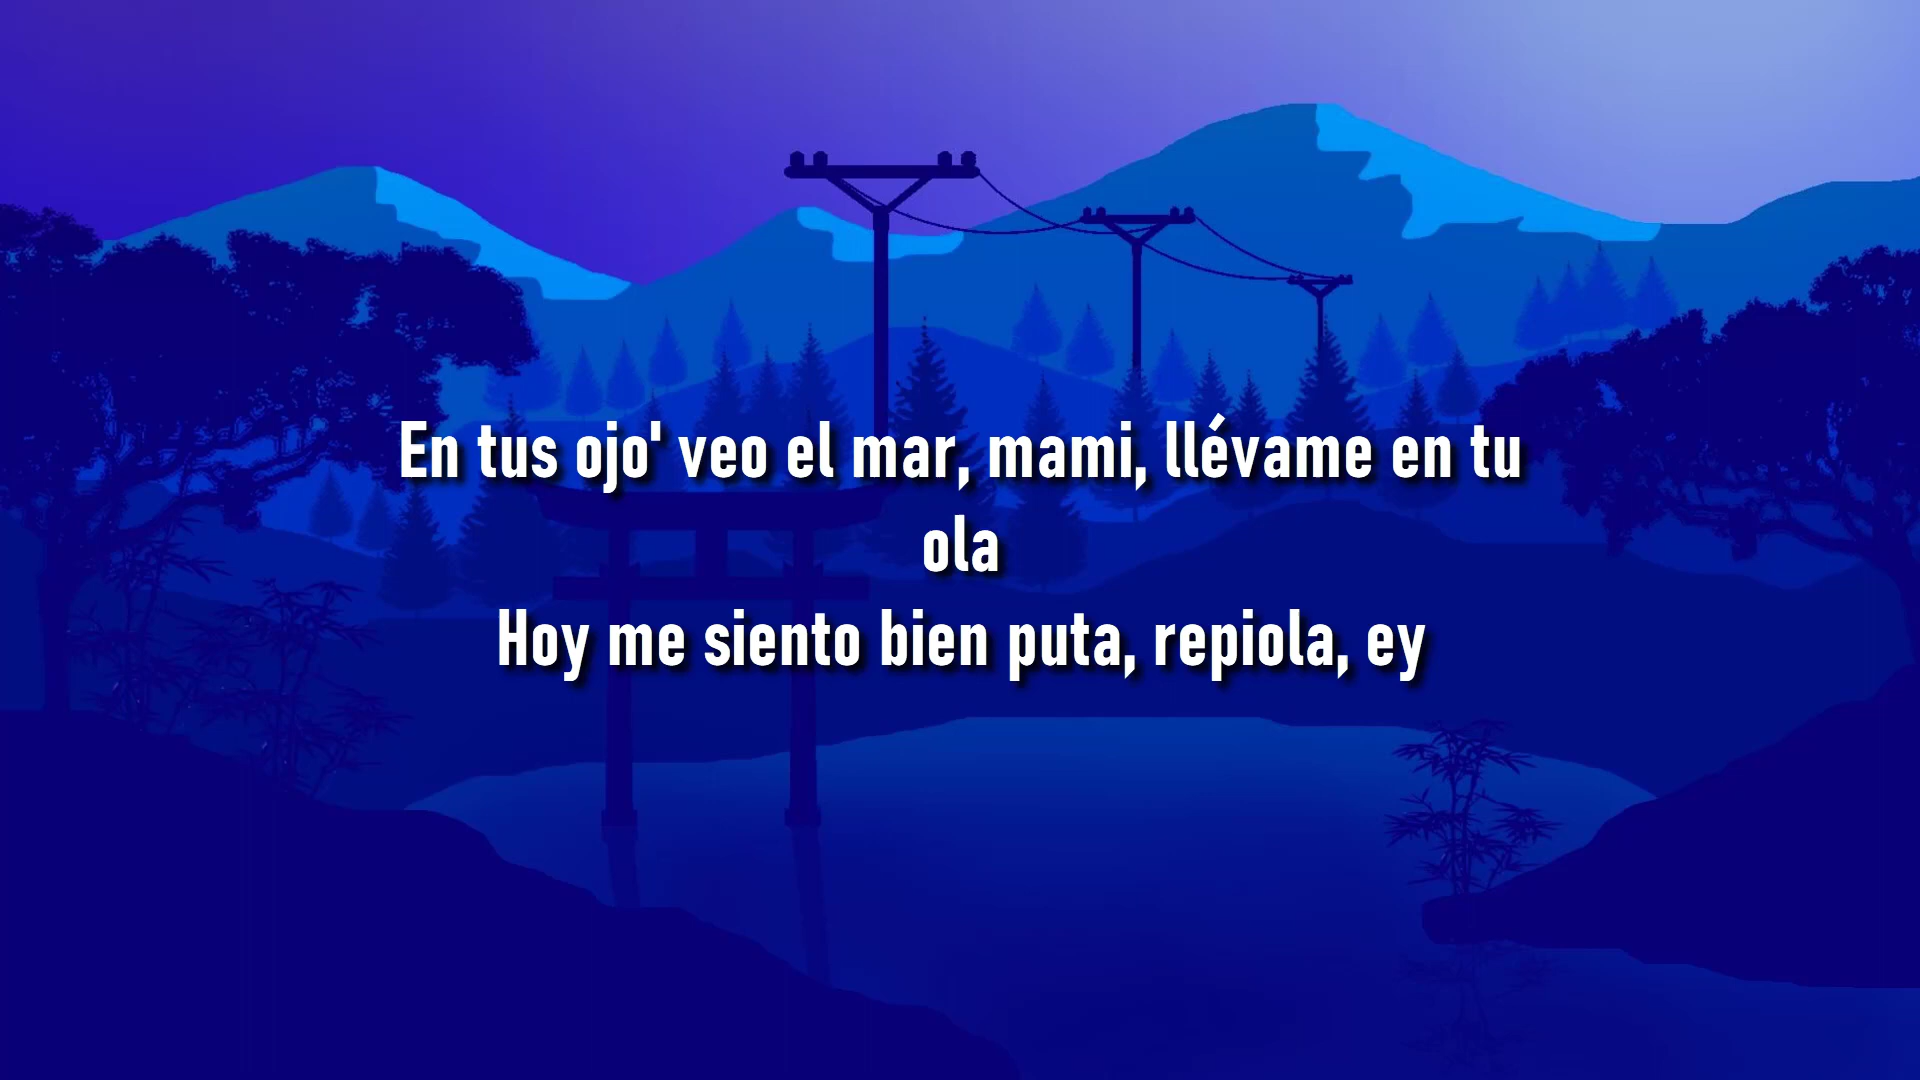 En tus ojo' veo el mar, mami, llévame en tu
ola
Hoy me siento bien puta, repiola, ey